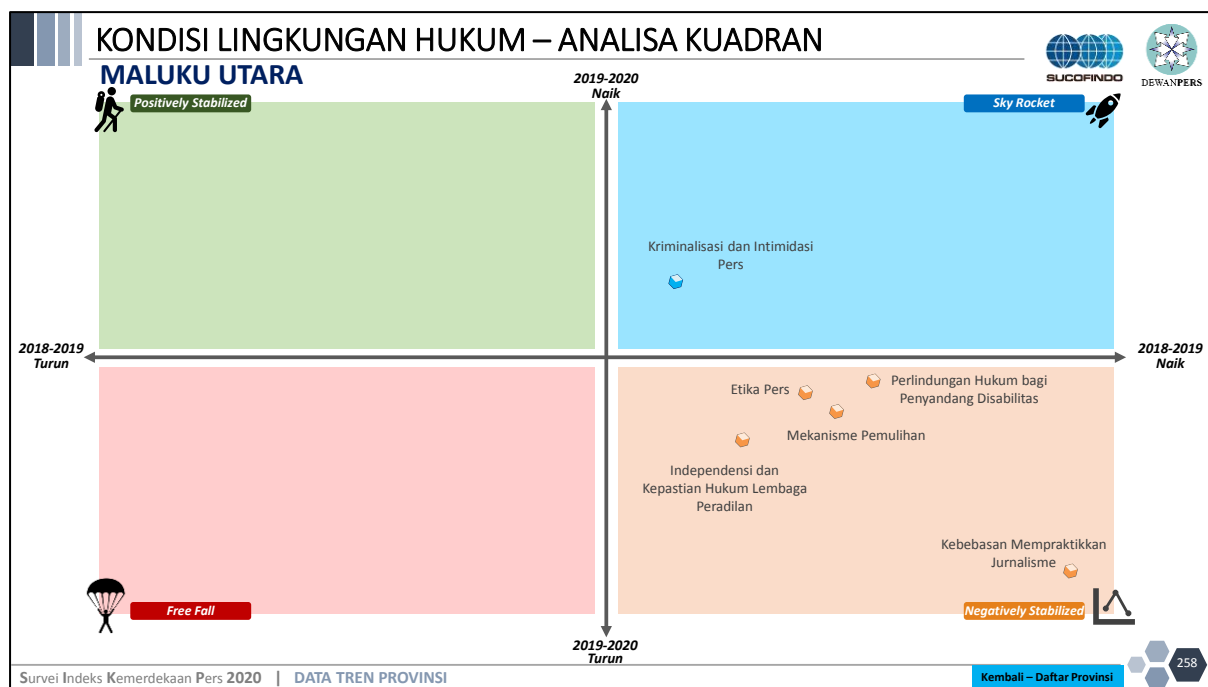 KONDISI LINGKUNGAN HUKUM – ANALISA KUADRAN
MALUKU UTARA
SUCOFINDO
DEWANPERS
2019-2020
Naik
Positively Stabilized
Sky Rocket
Kriminalisasi dan Intimidasi
Pers
2018-2019
Turun
2018-2019
Naik
Etika Pers
Perlindungan Hukum bagi
Penyandang Disabilitas
Mekanisme Pemulihan
Independensi dan
Kepastian Hukum Lembaga
Peradilan
Kebebasan Mempraktikkan
Jurnalisme
Free Fall
Negatively Stabilized
2019-2020
Turun
Survei Indeks Kemerdekaan Pers 2020 | DATA TREN PROVINSI
Kembali – Daftar Provinsi
258